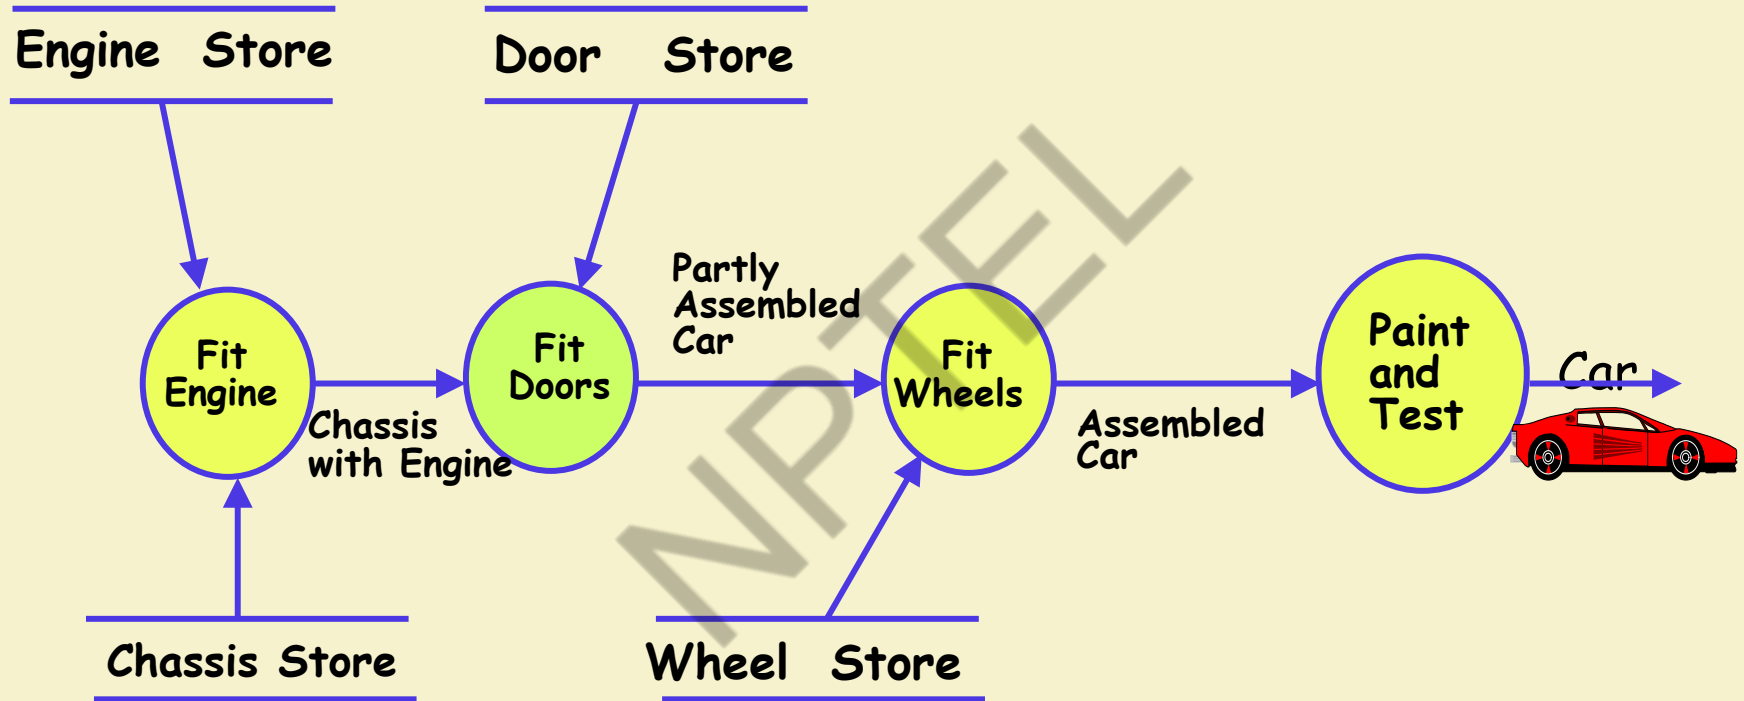 Engine Store
Door Store
Partly
Assembled
Car
Fit
Engine
Fit
Doors
Fit
Wheels
Paint
and
Test
Car
Chassis
with Engine
Assembled
Car
Chassis Store
Wheel Store
NPTEL